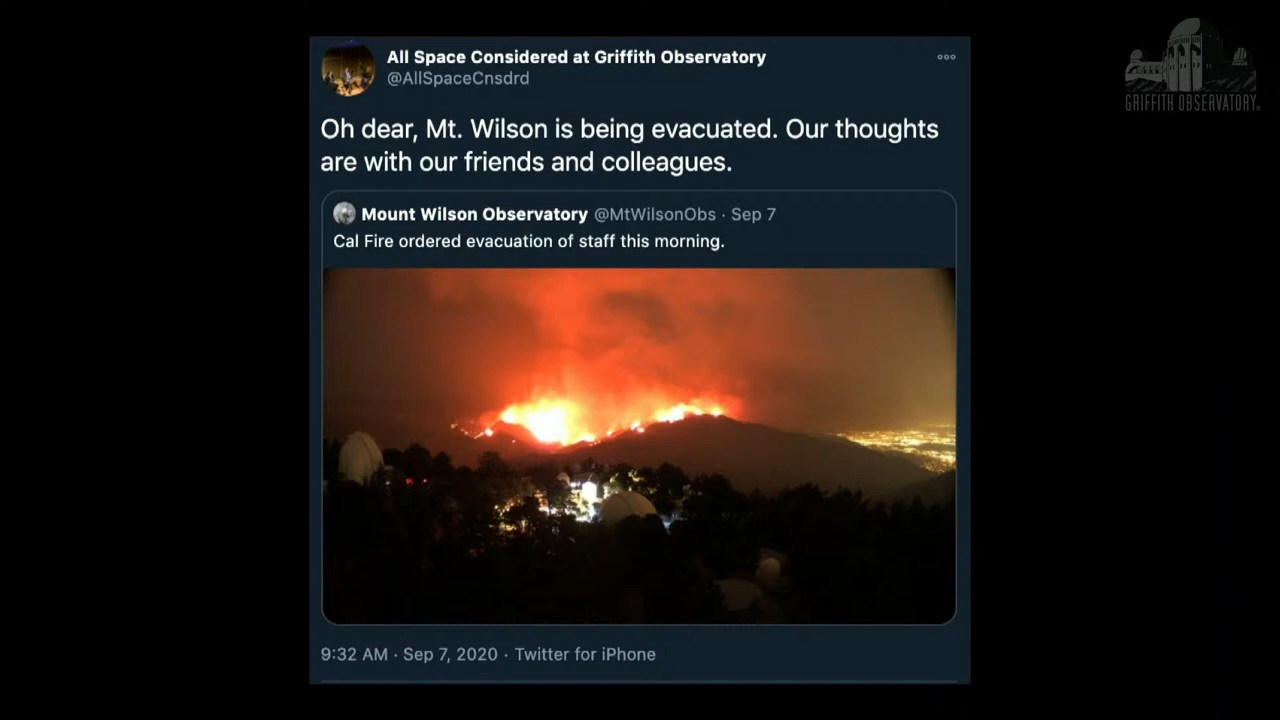 All Space Considered at Griffith Observatory
@AllSpaceCnsdrd
GRIFFITH OBSERVATORY
Oh dear, Mt. Wilson is being evacuated. Our thoughts
are with our friends and colleagues.
Mount Wilson Observatory @MtWilsonObs · Sep 7
Cal Fire ordered evacuation of staff this morning.
9:32 AM · Sep 7, 2020 · Twitter for iPhone